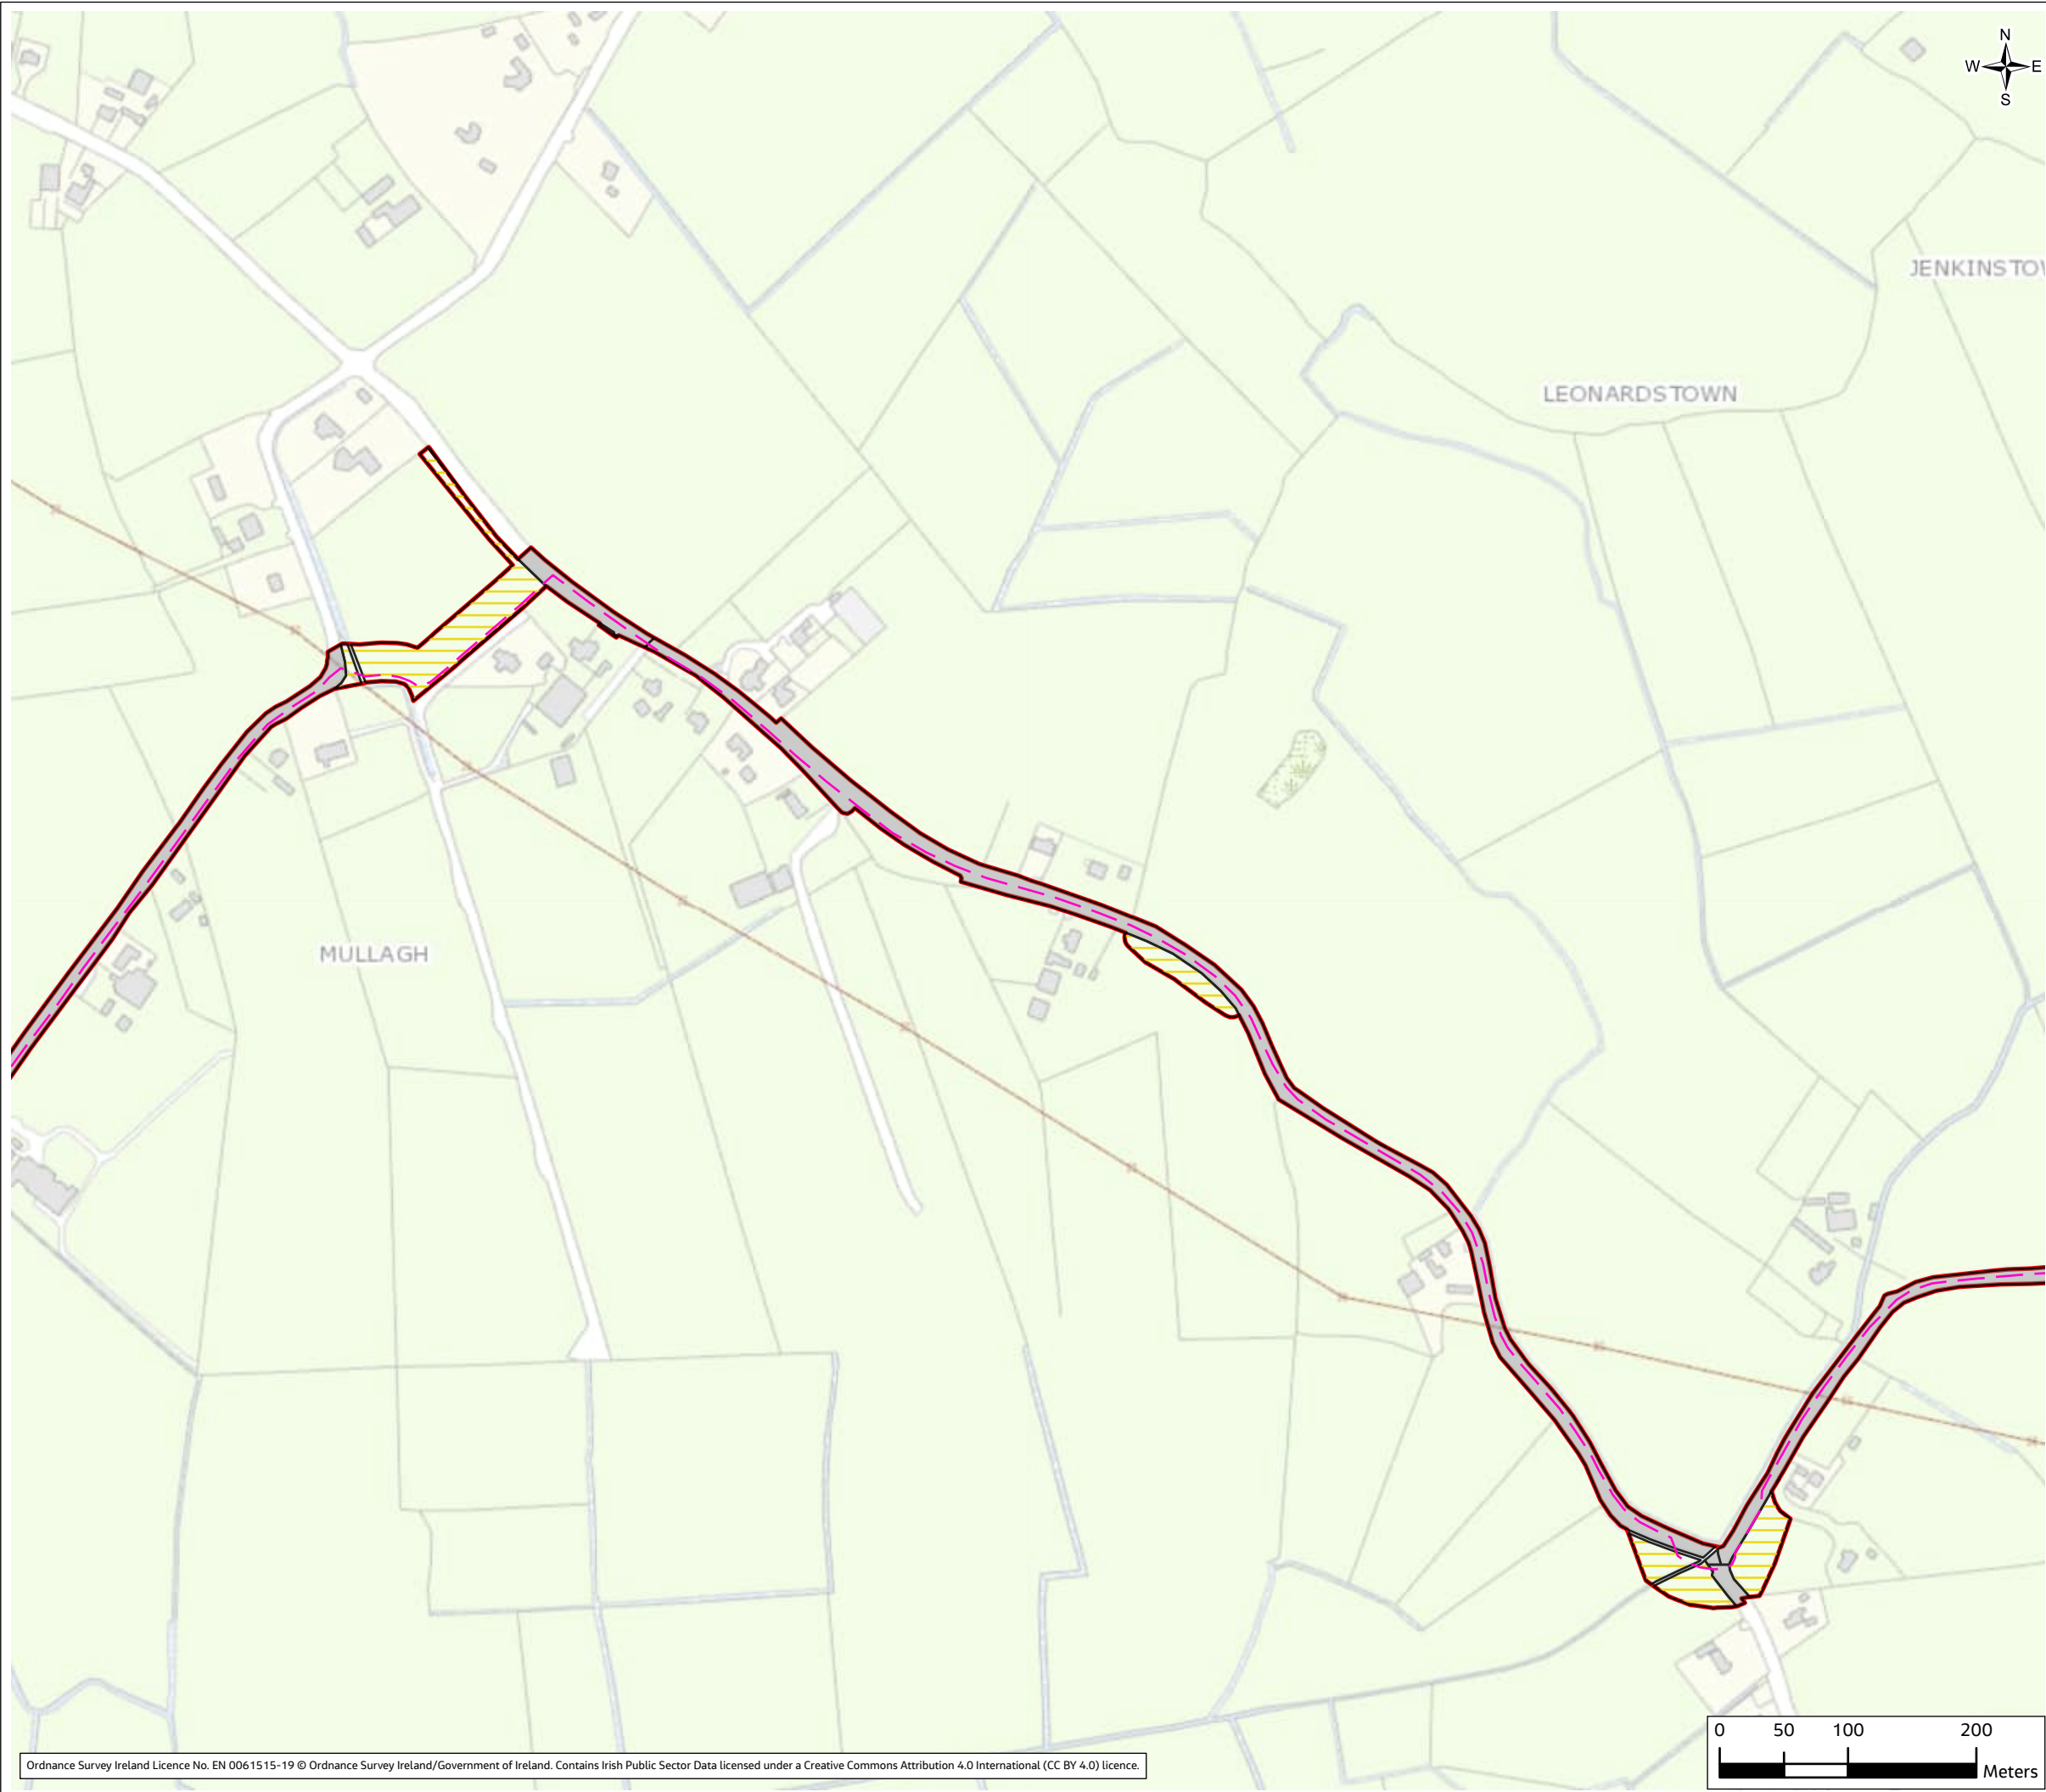 N
W E
S
JENKINSTOW
LEONARDSTOWN
MULLAGH
0 50 100 200
Meters
Ordnance Survey Ireland Licence No. EN 0061515-19 © Ordnance Survey Ireland/Government of Ireland. Contains Irish Public Sector Data licensed under a Creative Commons Attribution 4.0 International (CC BY 4.0) licence.